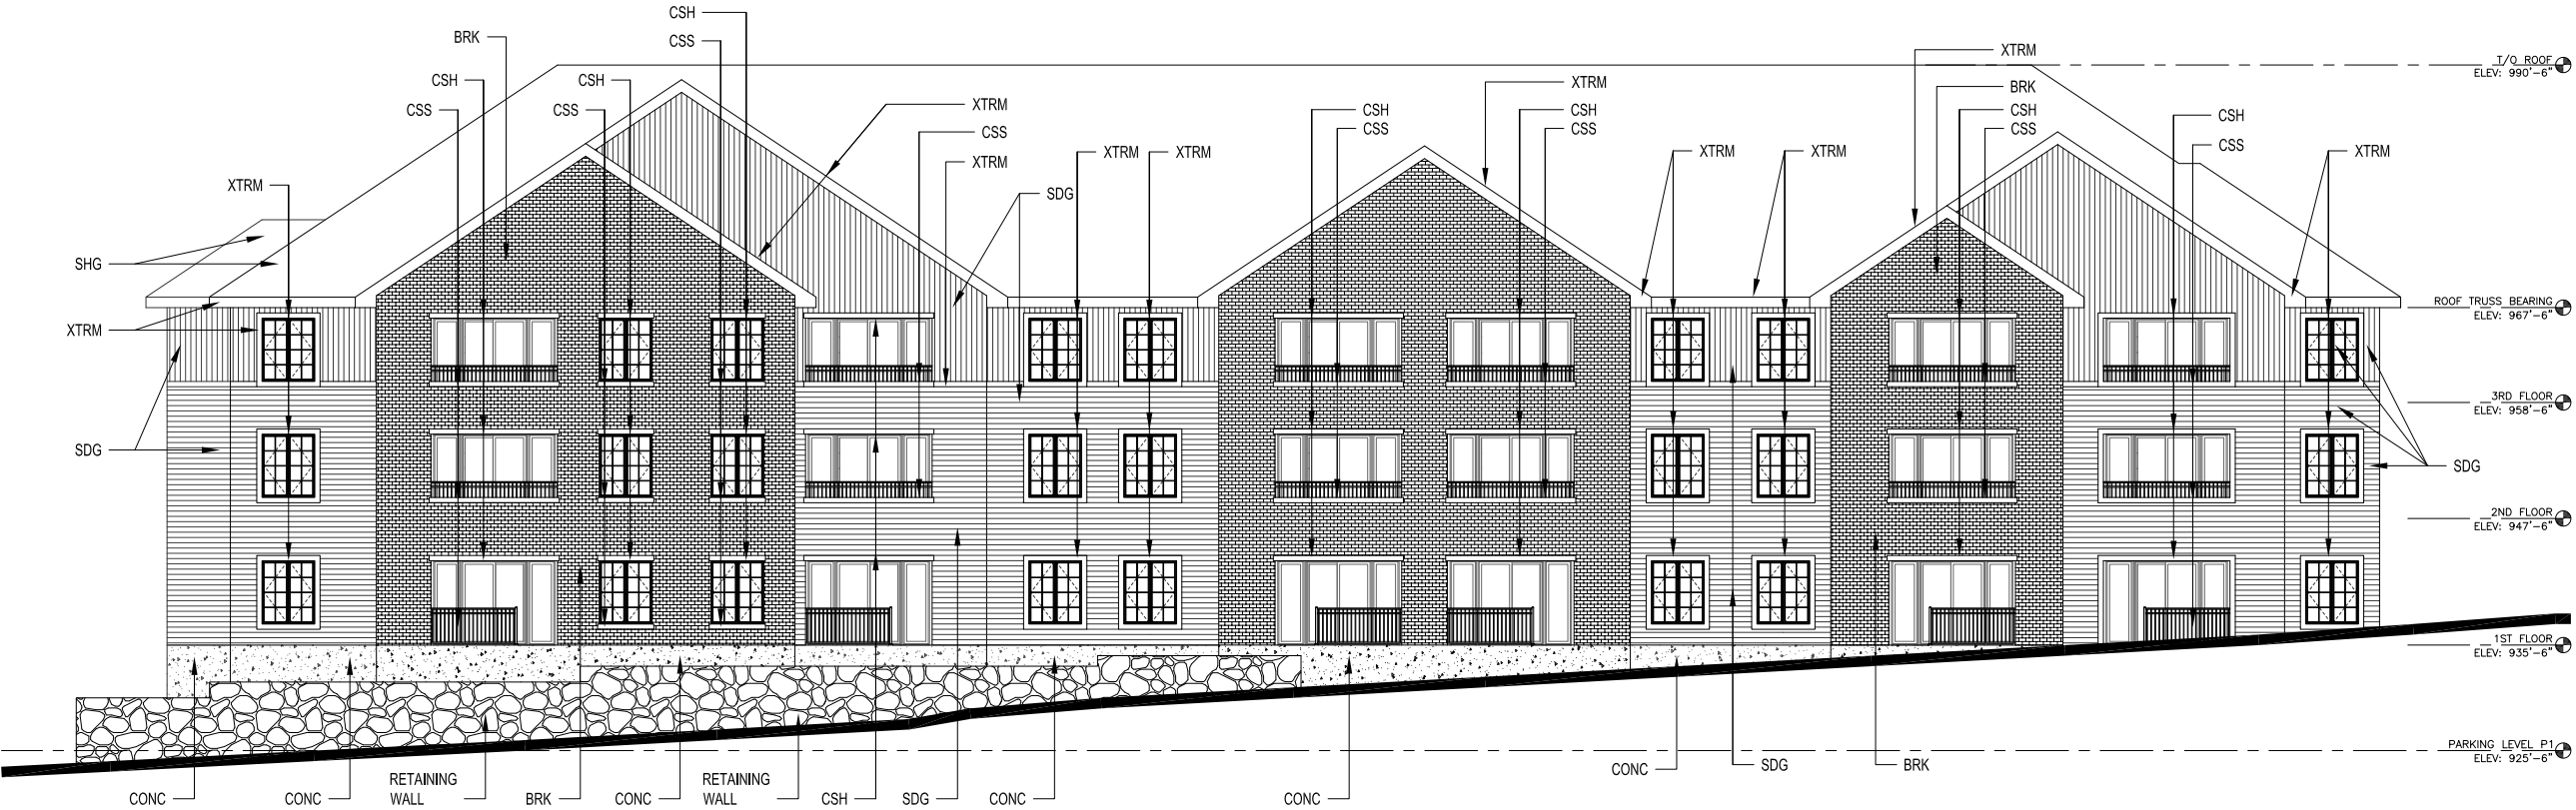 CSH
BRK
CSS
XTRM
T/O ROOF
ELEV: 990'-6"
CSH
CSH
XTRM
BRK
CSS
CSS
XTRM
CSH
CSH
CSH
CSH
CSS
CSS
CSS
CSS
CSS
XTRM
XTRM
XTRM
XTRM
XTRM
XTRM
XTRM
SDG
SHG
ROOF TRUSS BEARING
ELEV: 967'-6"
XTRM
3RD FLOOR
ELEV: 958'-6"
SDG
SDG
2ND FLOOR
ELEV: 947'-6"
1ST FLOOR
ELEV: 935'-6"
PARKING LEVEL P1
ELEV: 925'-6"
CONC
SDG
BRK
CONC
CONC
RETAINING
WALL
BRK
CONC
RETAINING
WALL
CSH
SDG
CONC
CONC